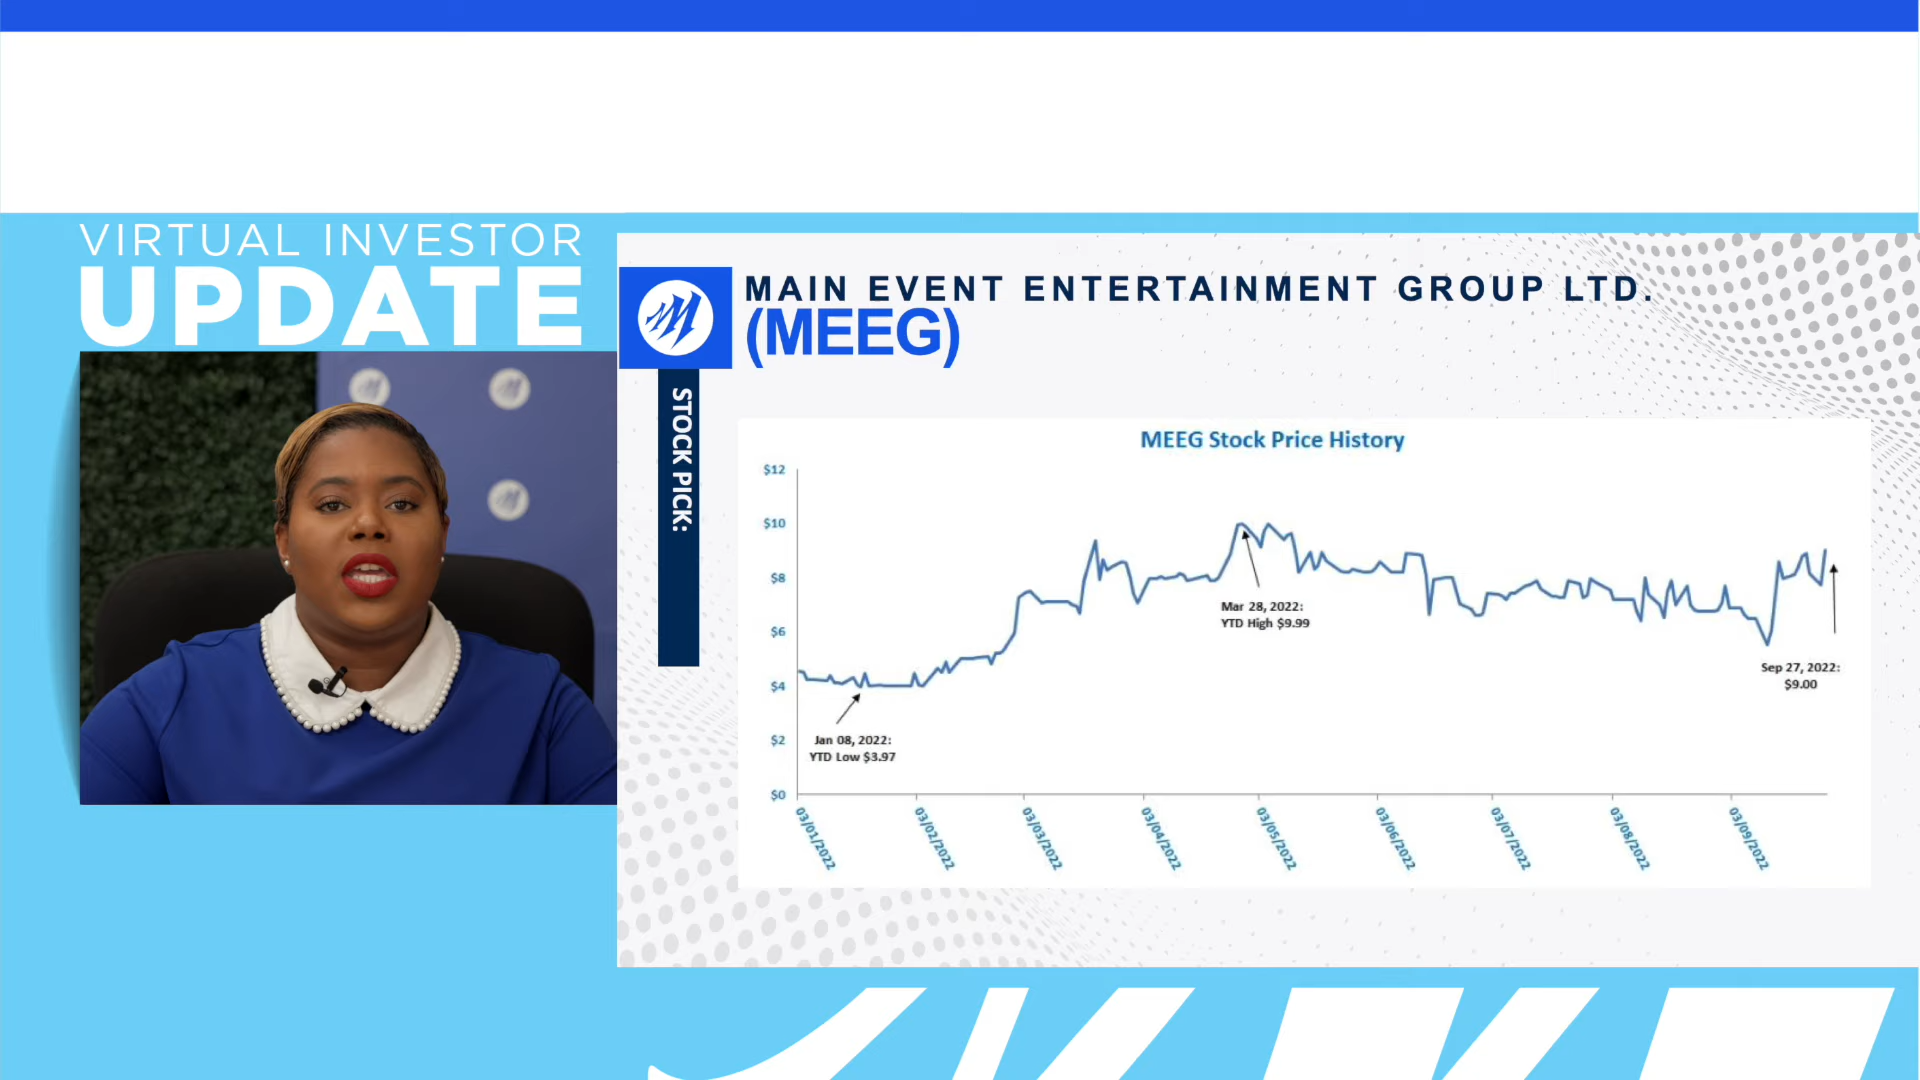 VIRTUAL INVESTOR
UPDATE
MAIN EVENT ENTERTAINMENT GROUP LTD.
(MEEG)
STOCK PICK:
MEEG Stock Price History
$12
$10
$8
$6
$4
$2
$0
Jan 08, 2022:
YTD Low $3.97
Mar 28, 2022:
YTD High $9.99
Sep 27, 2022:
$9.00
03/01/2022
03/02/2022
03/03/2022
03/04/2022
03/05/2022
03/06/2022
03/07/2022
03/08/2022
03/09/2022